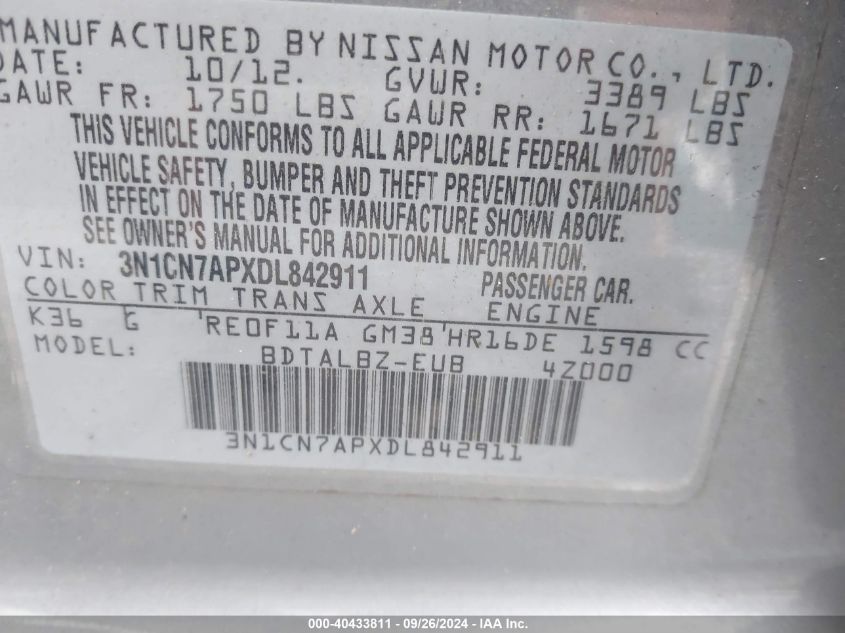 MANUFACTURED BY NISSAN MOTOR CO., LTD.
DATE: 10/12. GVWR: 3389 LBS
GAWR FR: 1750 LBS GAWR RR: 1671 LBS
THIS VEHICLE CONFORMS TO ALL APPLICABLE FEDERAL MOTOR
VEHICLE SAFETY, BUMPER AND THEFT PREVENTION STANDARDS
IN EFFECT ON THE DATE OF MANUFACTURE SHOWN ABOVE.
SEE OWNER'S MANUAL FOR ADDITIONAL INFORMATION.
VIN: 3N1CN7APXDL842911 PASSENGER CAR.
COLOR TRIM TRANS AXLE ENGINE
K36 G RE0F11A GM38 HR16DE 1598 CC
MODEL: BDTALBZ-EUB 4Z000
3N1CN7APXDL842911
000-40433811 - 09/26/2024 - IAA Inc.